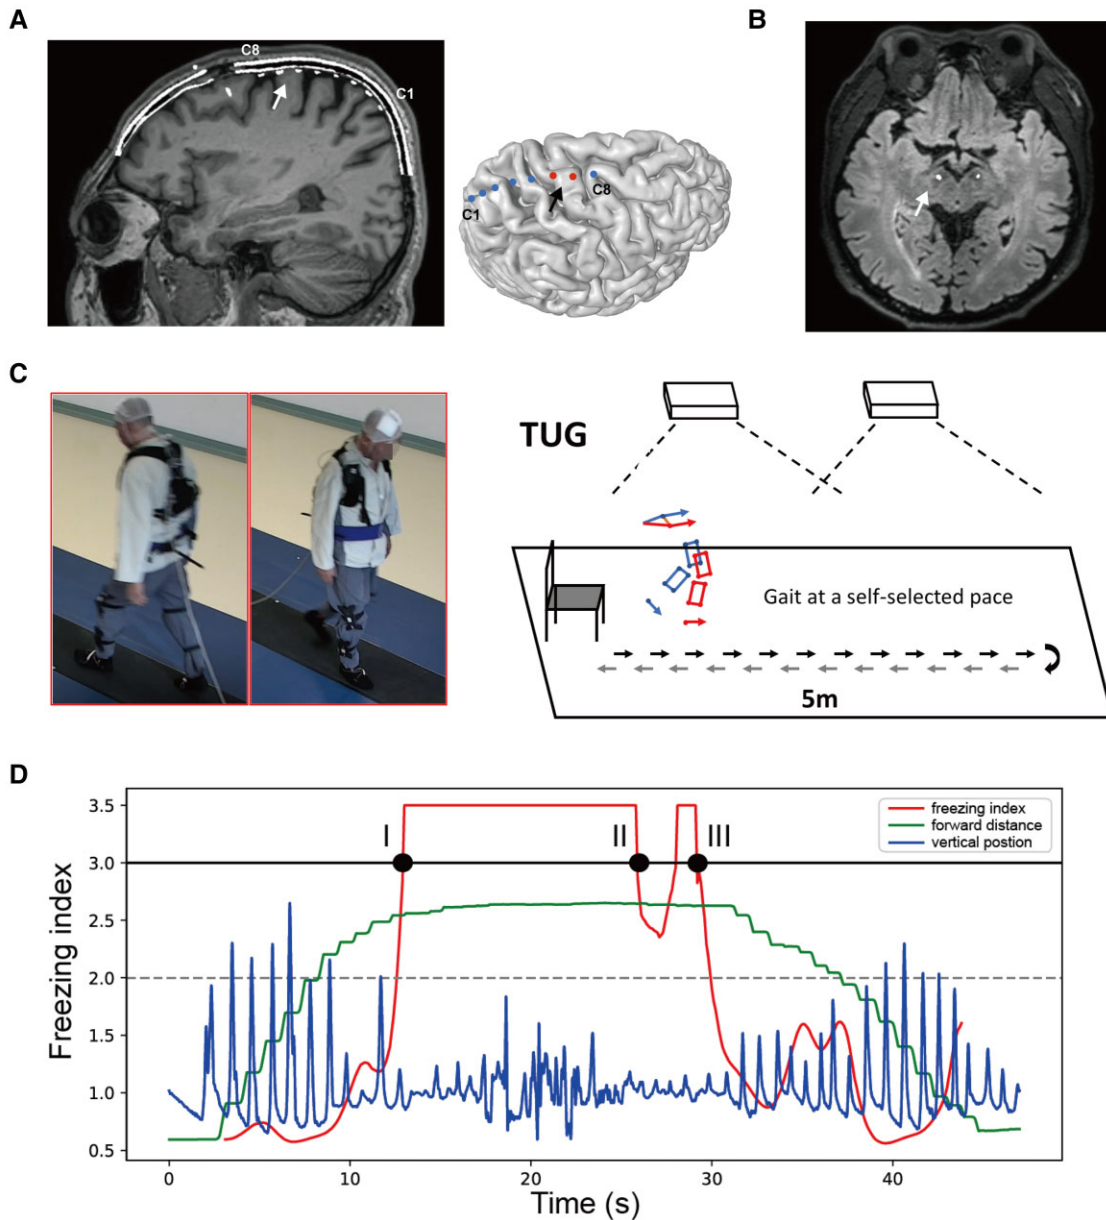 A
B
C8
C1
C1
C8
C
TUG
Gait at a self-selected pace
5m
D
3.5
3.0
2.5
2.0
1.5
1.0
0.5
Freezing index
I
II
III
freezing index
forward distance
vertical postion
0
10
20
30
40
Time (s)